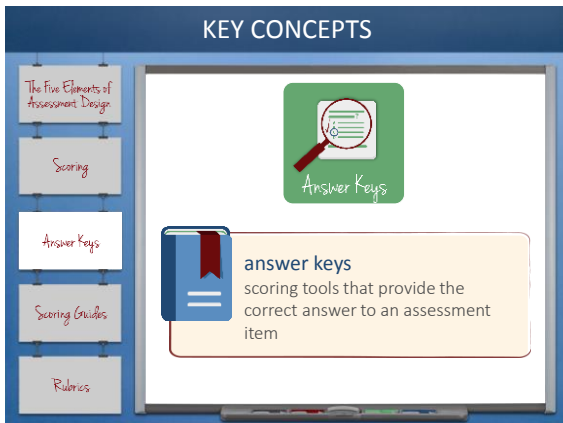 KEY CONCEPTS
The Five Elements of
Assessment Design
Scoring
Answer Keys
Scoring Guides
Rubrics
Answer Keys
answer keys
scoring tools that provide the
correct answer to an assessment
item